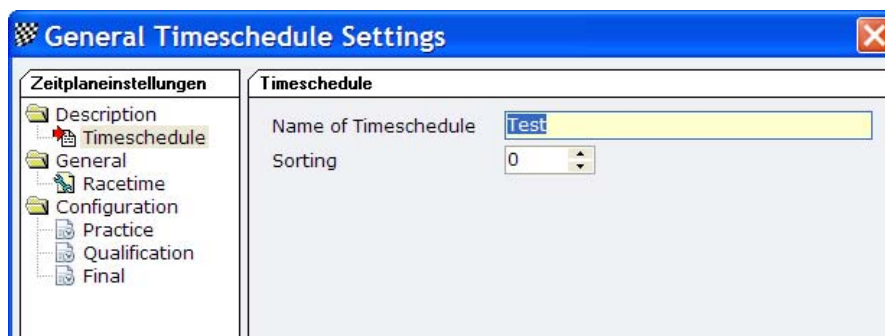 General Timeschedule Settings
Zeitplaneinstellungen
Description
Timeschedule
General
Racetime
Configuration
Practice
Qualification
Final
Timeschedule
Name of Timeschedule Test
Sorting 0